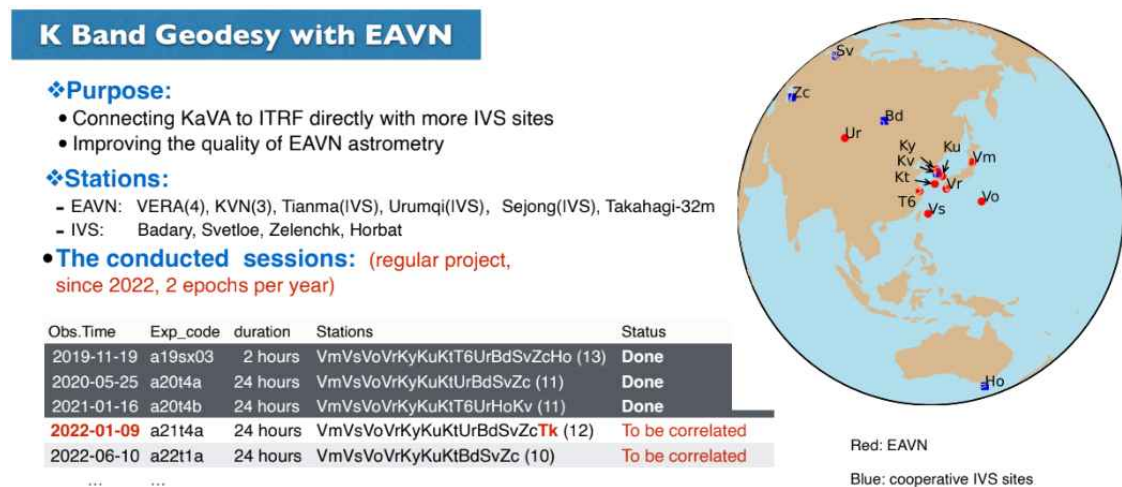 K Band Geodesy with EAVN
❖Purpose:
• Connecting KaVA to ITRF directly with more IVS sites
• Improving the quality of EAVN astrometry
❖Stations:
- EAVN: VERA(4), KVN(3), Tianma(IVS), Urumqi(IVS), Sejong(IVS), Takahagi-32m
- IVS: Badary, Svetloe, Zelenchk, Horbat
•The conducted sessions: (regular project,
since 2022, 2 epochs per year)
Obs.Time Exp_code duration Stations Status
2019-11-19 a19sx03 2 hours VmVsVoVrKyKuKtT6UrBdSvZcHo (13) Done
2020-05-25 a20t4a 24 hours VmVsVoVrKyKuKtUrBdSvZc (11) Done
2021-01-16 a20t4b 24 hours VmVsVoVrKyKuKtT6UrHoKv (11) Done
2022-01-09 a21t4a 24 hours VmVsVoVrKyKuKtUrBdSvZcTk (12) To be correlated
2022-06-10 a22t1a 24 hours VmVsVoVrKyKuKtBdSvZc (10) To be correlated
... ...
Sv
Zc
Bd
Ur
Ky
Ku
Kv
Vm
Kt
Vr
T6
Vo
Vs
Ho
Red: EAVN
Blue: cooperative IVS sites